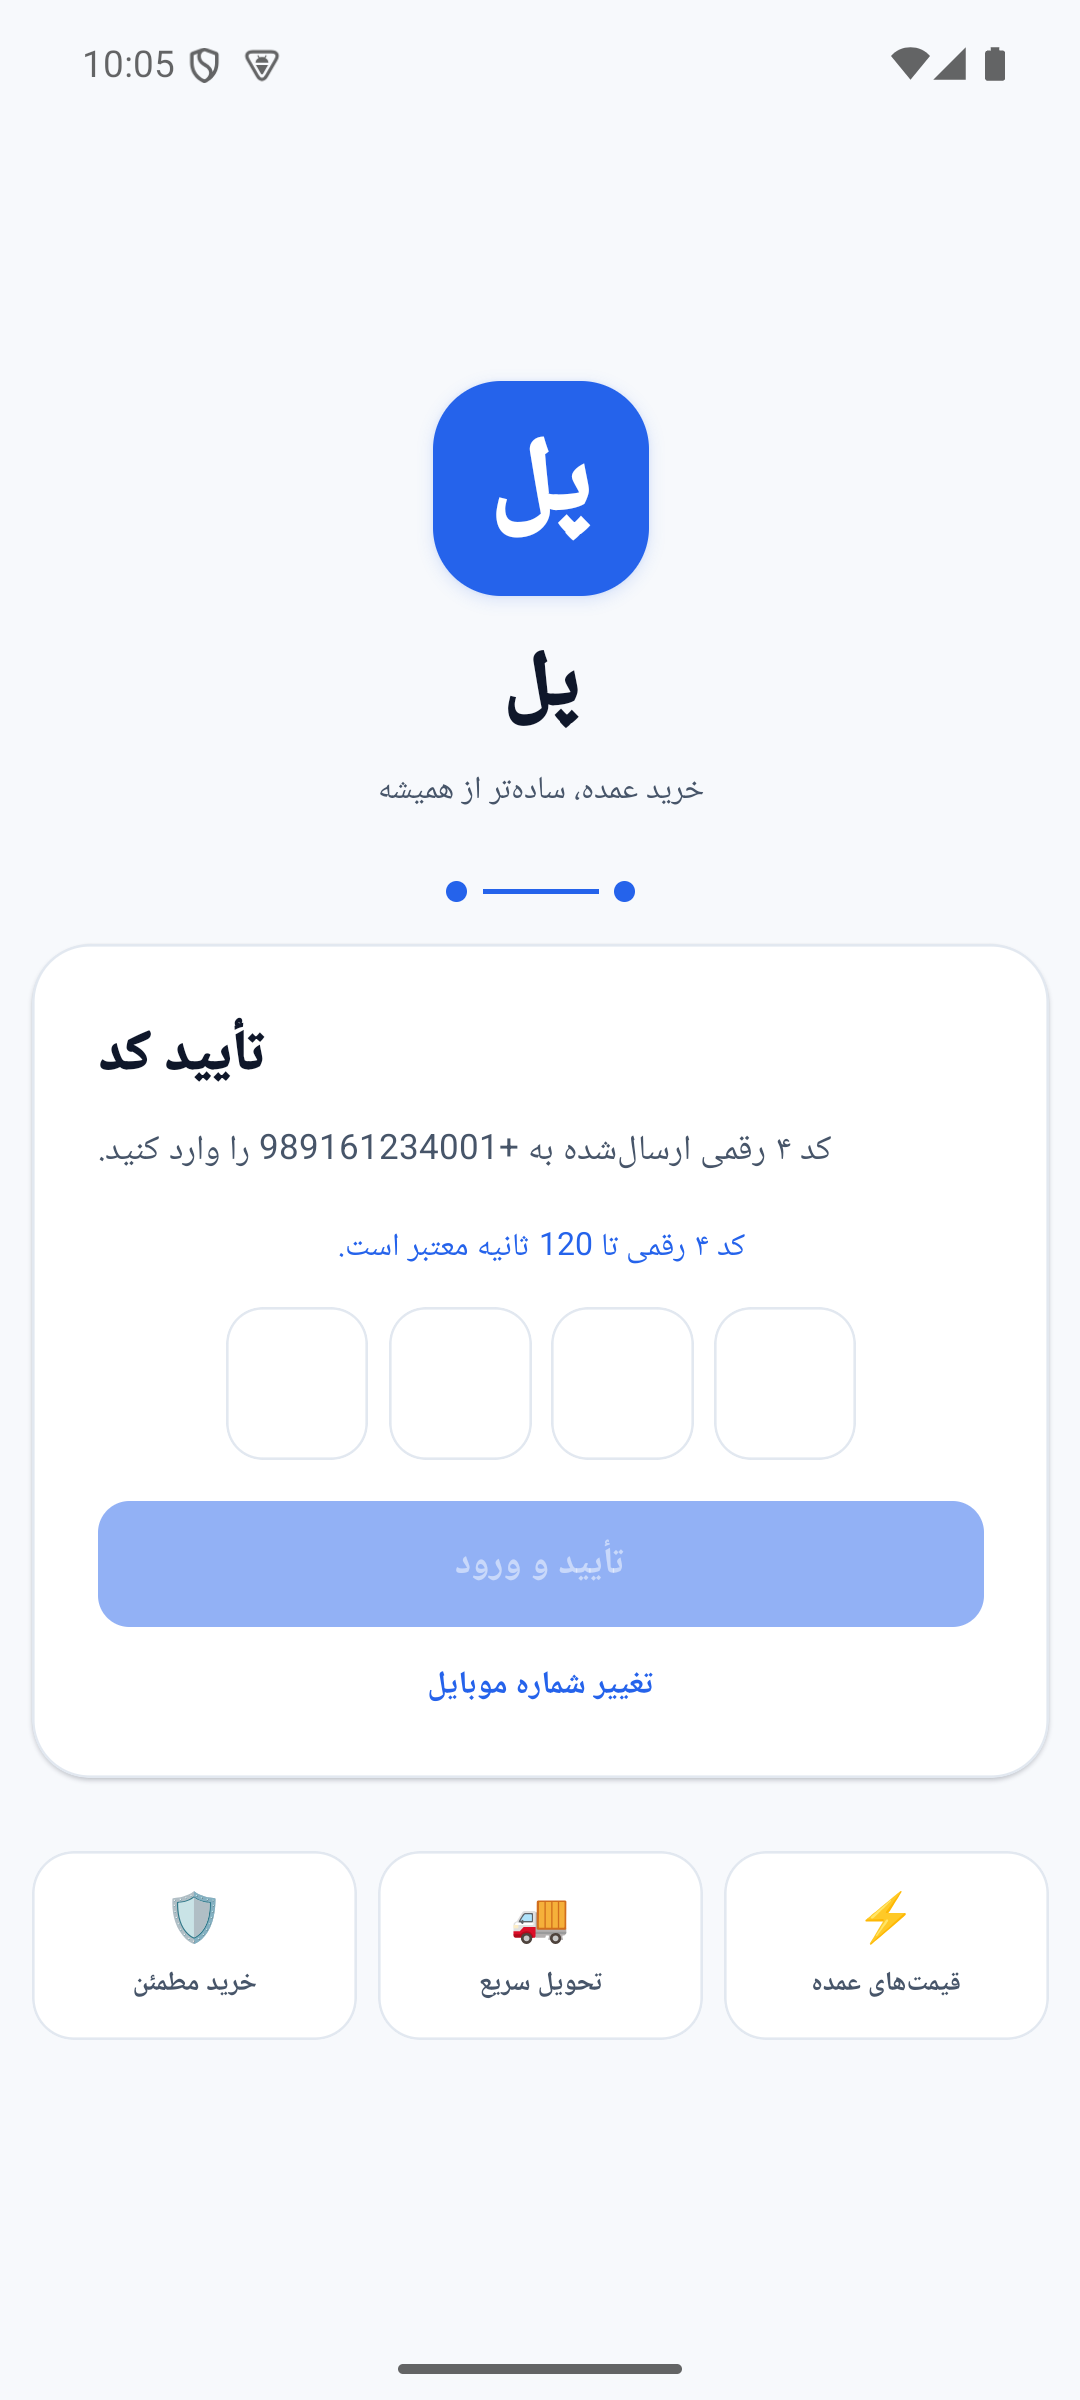 10:05
پل
پل
خرید عمده، ساده‌تر از همیشه
تأیید کد
کد ۴ رقمی ارسال‌شده به +989161234001 را وارد کنید.
کد ۴ رقمی تا 120 ثانیه معتبر است.
تأیید و ورود
تغییر شماره موبایل
قیمت‌های عمده
تحویل سریع
خرید مطمئن